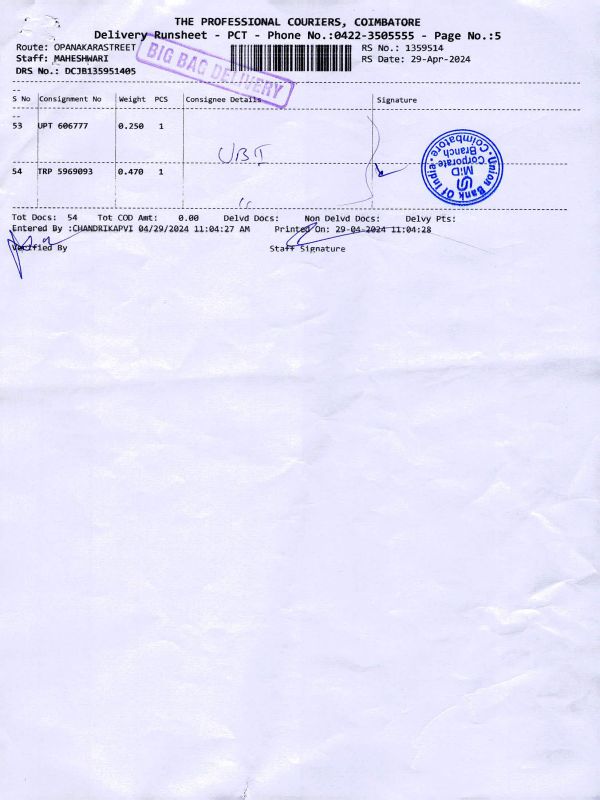 THE PROFESSIONAL COURIERS, COIMBATORE
Delivery Runsheet - PCT - Phone No.:0422-3505555 - Page No.:5
Route: OPANAKARASTREET
RS No.: 1359514
Staff: MAHESHWARI
RS Date: 29-Apr-2024
DRS No.: DCJB135951405
BIG BAG DELIVERY
S No Consignment No Weight PCS Consignee Details Signature
53 UPT 606777 0.250 1
UBI
54 TRP 5969093 0.470 1
"
Union Bank Of India
Corporate Branch
Coimbatore
MID
Tot Docs: 54 Tot COD Amt: 0.00 Delvd Docs: Non Delvd Docs: Delvy Pts:
Entered By :CHANDRIKAPVI 04/29/2024 11:04:27 AM Printed On: 29-04-2024 11:04:28
Verified By Staff Signature